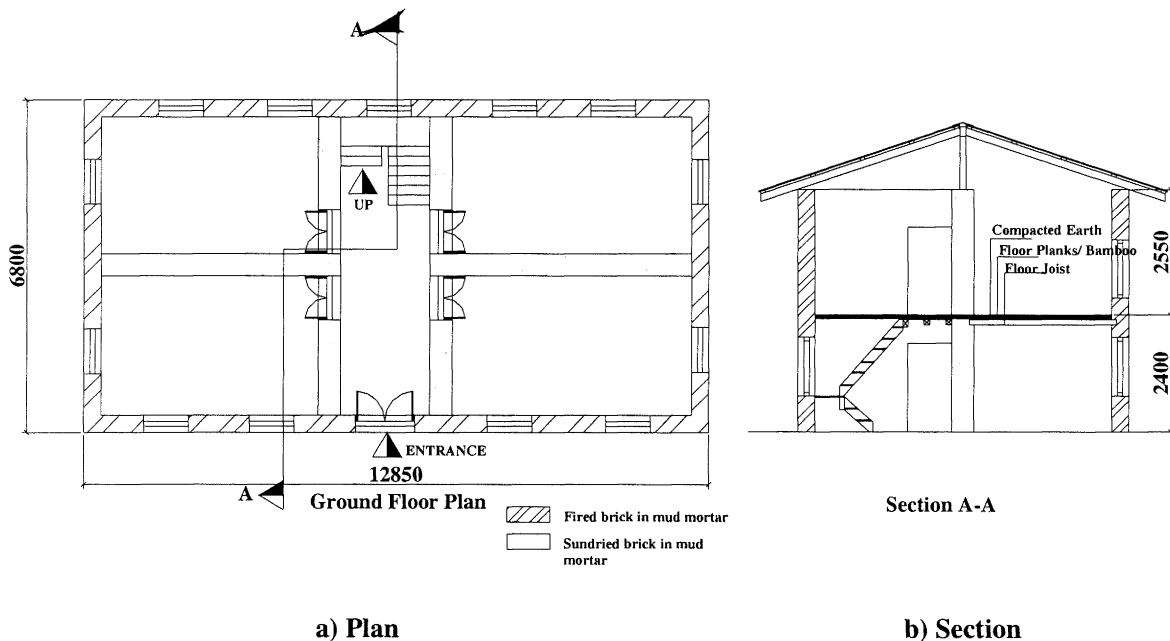 A
6800
UP
ENTRANCE
12850
A
Ground Floor Plan
Fired brick in mud mortar
Sundried brick in mud
mortar
a) Plan
Compacted Earth
Floor Planks/ Bamboo
Floor Joist
2550
2400
Section A-A
b) Section